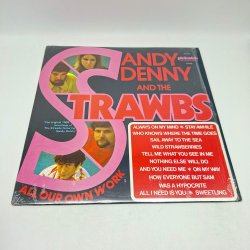 SANDY
DENNY
AND THE
STRAWBS
ALL OUR OWN WORK
ALWAYS ON MY MIND ★ STAY AWHILE
WHO KNOWS WHERE THE TIME GOES
SAIL AWAY TO THE SEA
WILD STRAWBERRIES
TELL ME WHAT YOU SEE IN ME
NOTHING ELSE WILL DO
AND YOU NEED ME ★ ON MY WAY
HOW EVERYONE BUT SAM
WAS A HYPOCRITE
ALL I NEED IS YOU ★ SWEETLING